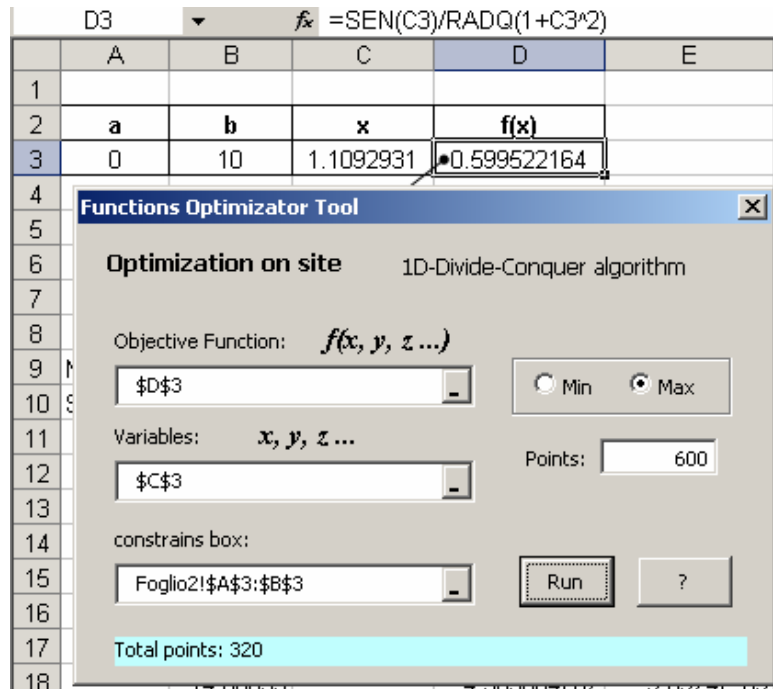 D3 fx =SEN(C3)/RADQ(1+C3^2)
A B C D E
1
2 a b x f(x)
3 0 10 1.1092931 0.599522164
4
Functions Optimizator Tool
5
6 Optimization on site 1D-Divide-Conquer algorithm
7
8 Objective Function: f(x, y, z ...)
9
$D$3 Min Max
10
11 Variables: x, y, z ...
Points: 600
12 $C$3
13
14 constrains box:
15 Foglio2!$A$3:$B$3 Run ?
16
17 Total points: 320
18